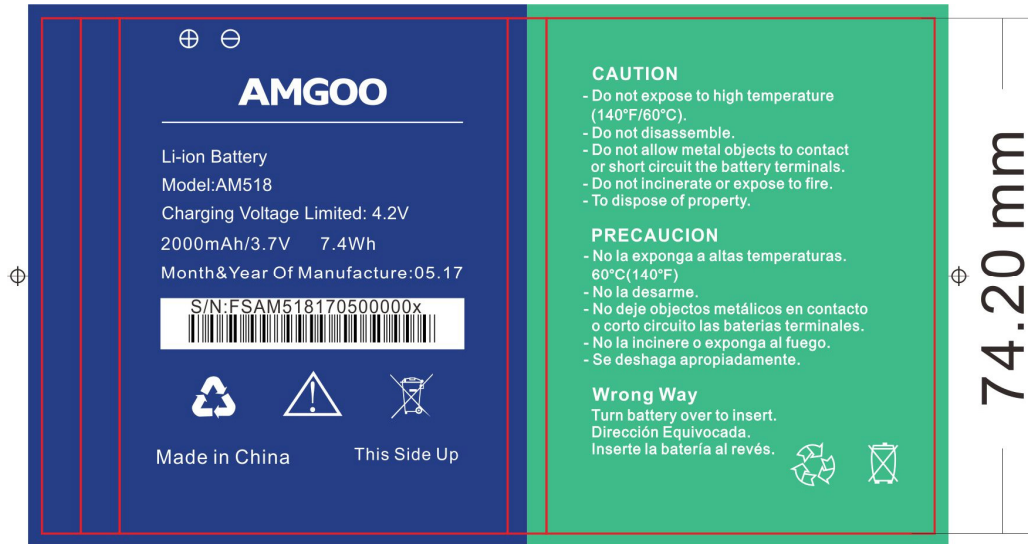 AMGOO
Li-ion Battery
Model:AM518
Charging Voltage Limited: 4.2V
2000mAh/3.7V 7.4Wh
Month&Year Of Manufacture:05.17
S/N:FSAM518170500000x
Made in China
This Side Up
CAUTION
- Do not expose to high temperature
(140°F/60°C).
- Do not disassemble.
- Do not allow metal objects to contact
or short circuit the battery terminals.
- Do not incinerate or expose to fire.
- To dispose of property.
PRECAUCION
- No la exponga a altas temperaturas.
60°C(140°F)
- No la desarme.
- No deje objectos metálicos en contacto
o corto circuito las baterias terminales.
- No la incinere o exponga al fuego.
- Se deshaga apropiadamente.
Wrong Way
Turn battery over to insert.
Dirección Equivocada.
Inserte la batería al revés.
74.20 mm